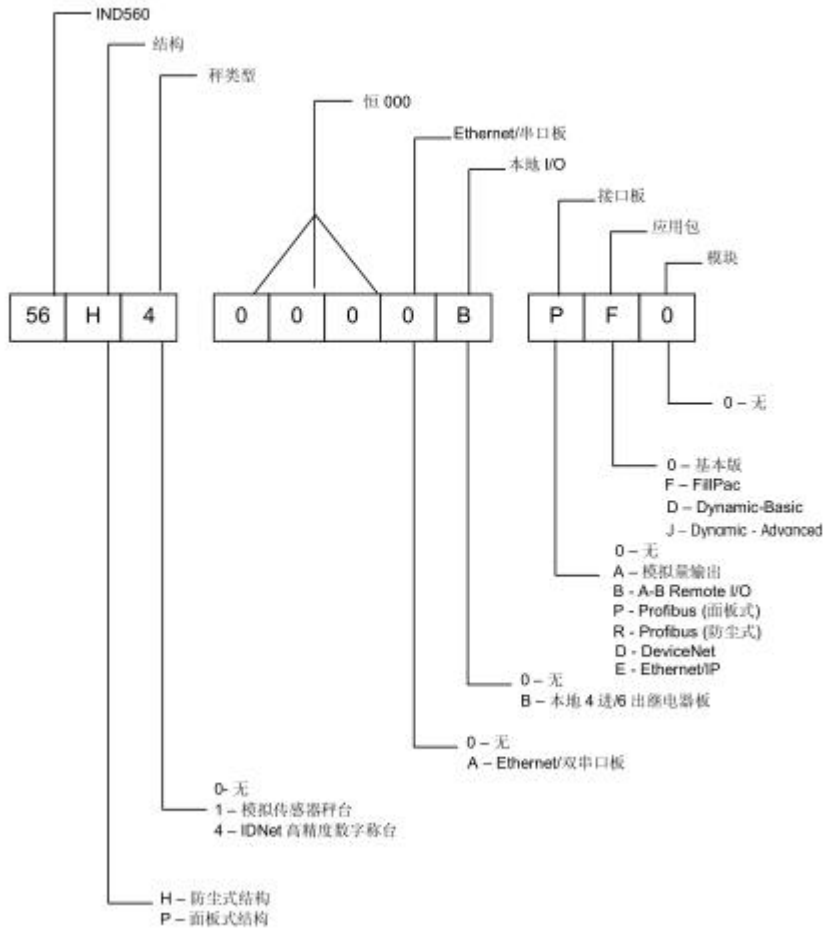 IND560
结构
秤类型
恒 000
Ethernet/串口板
本地 I/O
接口板
应用包
模块
56 H 4 0 0 0 0 B P F 0
0 – 无
0 – 基本版
F – FillPac
D – Dynamic-Basic
J – Dynamic - Advanced
0 – 无
A – 模拟量输出
B - A-B Remote I/O
P - Profibus (面板式)
R - Profibus (防尘式)
D - DeviceNet
E - Ethernet/IP
0 – 无
B – 本地 4 进/6 出继电器板
0 – 无
A – Ethernet/双串口板
0- 无
1 – 模拟传感器秤台
4 – IDNet 高精度数字称台
H – 防尘式结构
P – 面板式结构